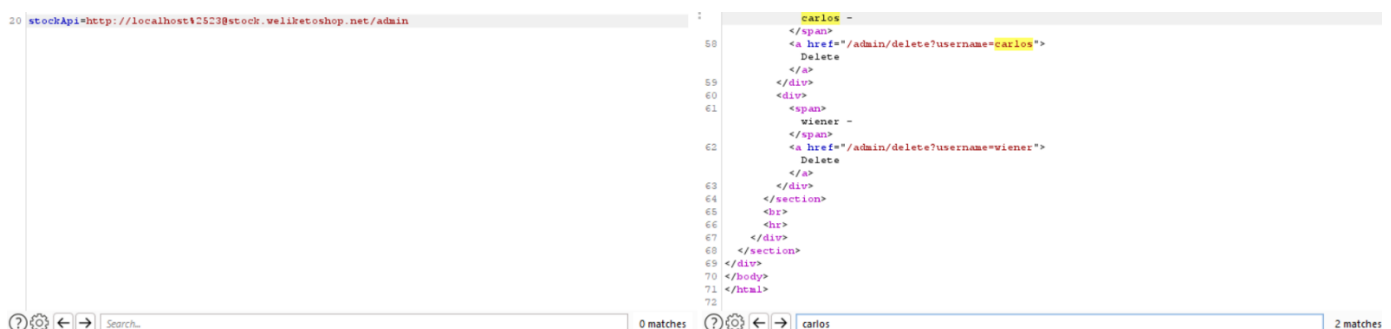 20 stockApi=http://localhost%2523@stock.weliketoshop.net/admin
Search...
0 matches
carlos -
</span>
58 <a href="/admin/delete?username=carlos">
Delete
</a>
59 </div>
60 <div>
61 <span>
wiener -
</span>
62 <a href="/admin/delete?username=wiener">
Delete
</a>
63 </div>
64 </section>
65 <br>
66 <hr>
67 </div>
68 </section>
69 </div>
70 </body>
71 </html>
72
carlos
2 matches